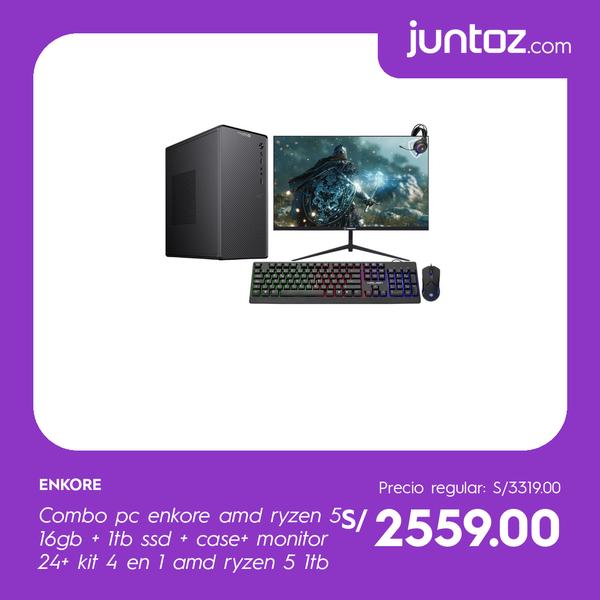 juntoz.com
ENKORE
Combo pc enkore amd ryzen 5
16gb + 1tb ssd + case+ monitor
24+ kit 4 en 1 amd ryzen 5 1tb
Precio regular: S/3319.00
S/ 2559.00